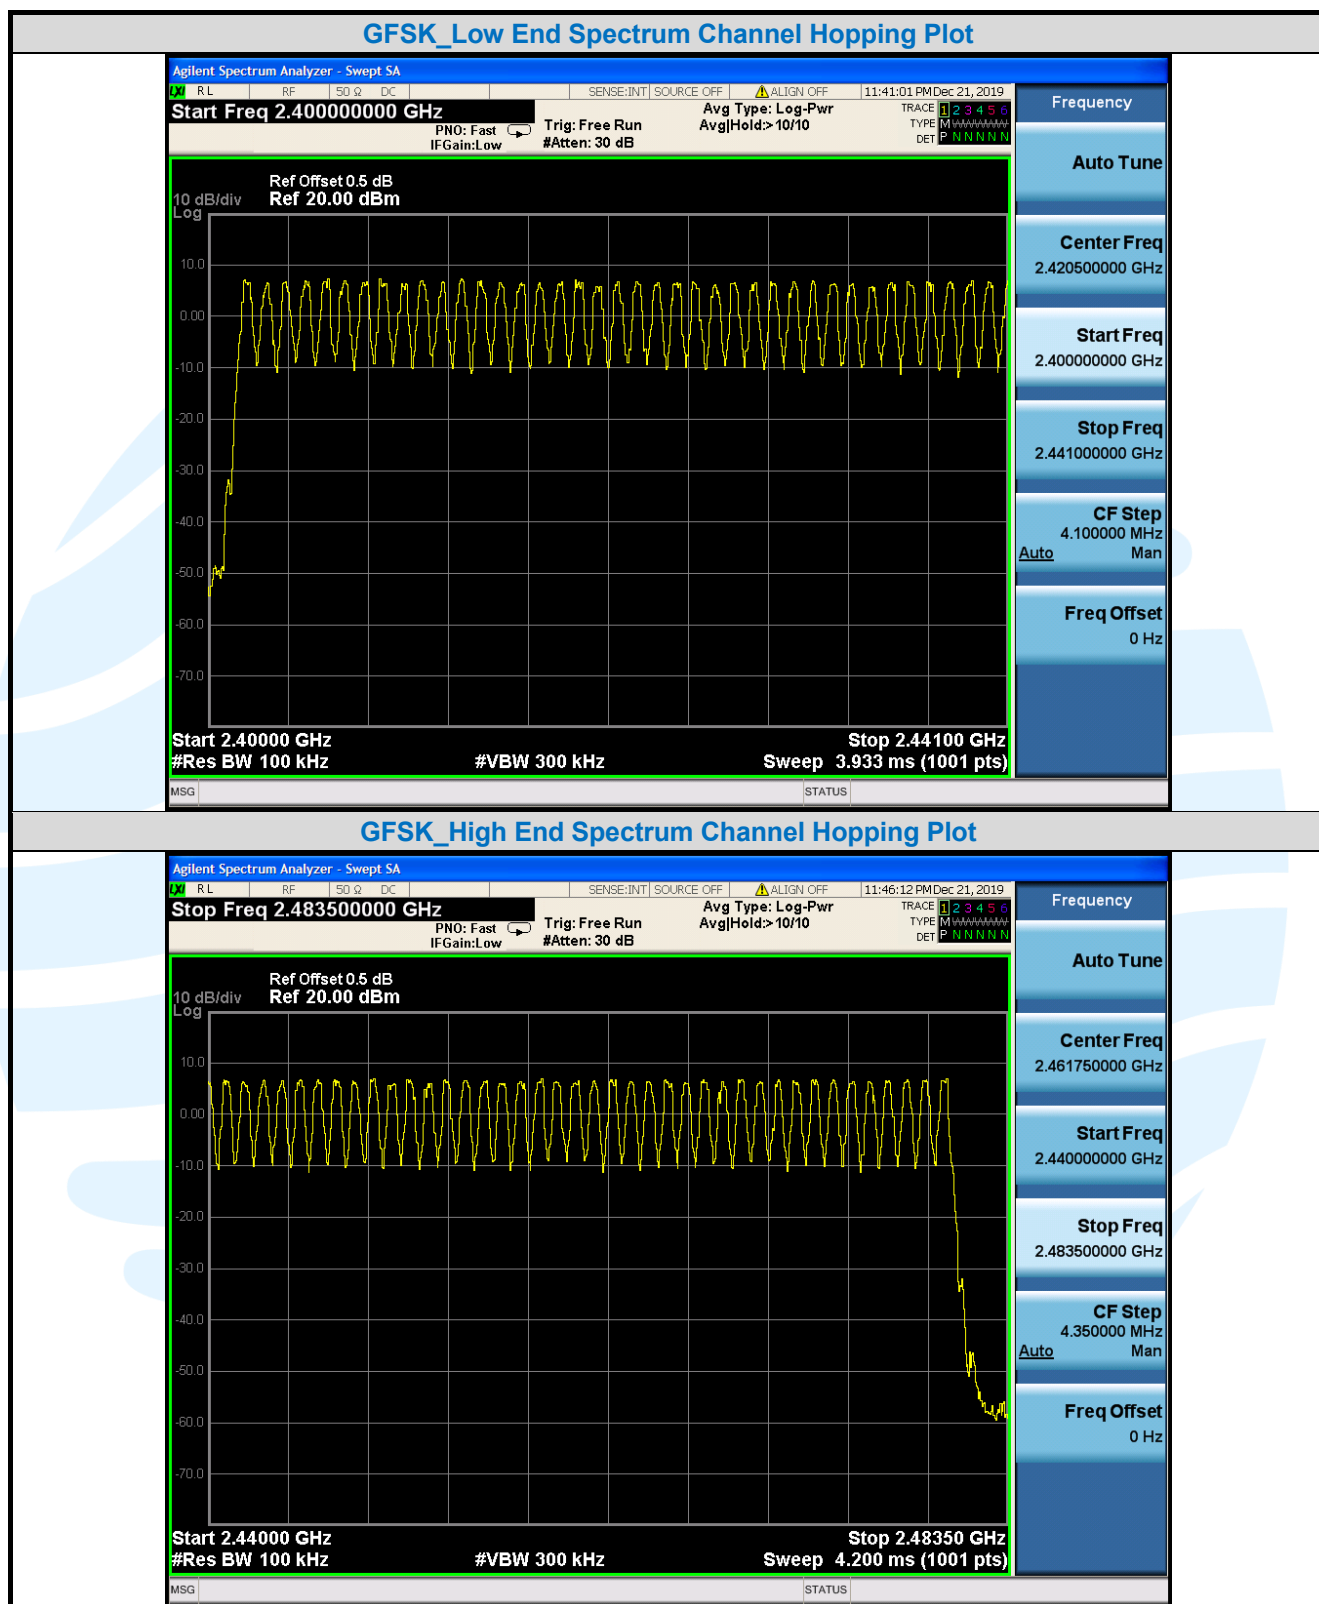 GFSK_Low End Spectrum Channel Hopping Plot
Agilent Spectrum Analyzer - Swept SA
LXI RL RF 50 Ω DC SENSE:INT SOURCE OFF ALIGN OFF 11:41:01 PM Dec 21, 2019
Start Freq 2.400000000 GHz
PNO: Fast
IFGain:Low
Trig: Free Run
#Atten: 30 dB
Avg Type: Log-Pwr
Avg|Hold:>10/10
TRACE 1 2 3 4 5 6
TYPE MWWWWW
DET P N N N N N
Ref Offset 0.5 dB
10 dB/div Ref 20.00 dBm
Log
10.0
0.00
-10.0
-20.0
-30.0
-40.0
-50.0
-60.0
-70.0
Start 2.40000 GHz Stop 2.44100 GHz
#Res BW 100 kHz #VBW 300 kHz Sweep 3.933 ms (1001 pts)
MSG STATUS
Frequency
Auto Tune
Center Freq
2.420500000 GHz
Start Freq
2.400000000 GHz
Stop Freq
2.441000000 GHz
CF Step
4.100000 MHz
Auto Man
Freq Offset
0 Hz
GFSK_High End Spectrum Channel Hopping Plot
Agilent Spectrum Analyzer - Swept SA
LXI RL RF 50 Ω DC SENSE:INT SOURCE OFF ALIGN OFF 11:46:12 PM Dec 21, 2019
Stop Freq 2.483500000 GHz
PNO: Fast
IFGain:Low
Trig: Free Run
#Atten: 30 dB
Avg Type: Log-Pwr
Avg|Hold:>10/10
TRACE 1 2 3 4 5 6
TYPE MWWWWW
DET P N N N N N
Ref Offset 0.5 dB
10 dB/div Ref 20.00 dBm
Log
10.0
0.00
-10.0
-20.0
-30.0
-40.0
-50.0
-60.0
-70.0
Start 2.44000 GHz Stop 2.48350 GHz
#Res BW 100 kHz #VBW 300 kHz Sweep 4.200 ms (1001 pts)
MSG STATUS
Frequency
Auto Tune
Center Freq
2.461750000 GHz
Start Freq
2.440000000 GHz
Stop Freq
2.483500000 GHz
CF Step
4.350000 MHz
Auto Man
Freq Offset
0 Hz